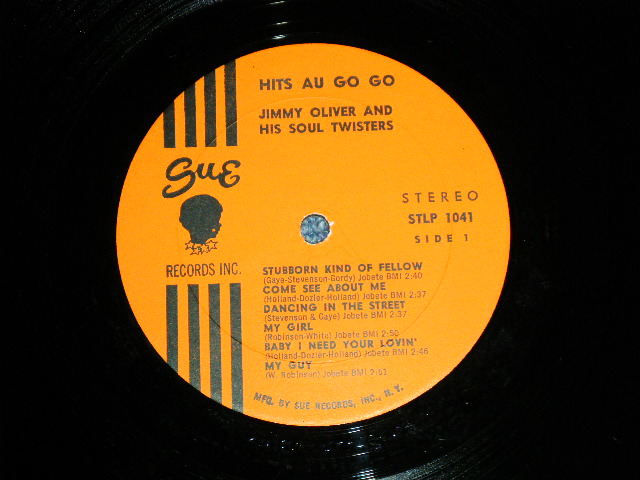 HITS AU GO GO
JIMMY OLIVER AND
HIS SOUL TWISTERS
Sue
RECORDS INC.
STEREO
STLP 1041
SIDE 1
STUBBORN KIND OF FELLOW
(Gaye-Stevenson-Gordy) Jobete BMI 2:40
COME SEE ABOUT ME
(Holland-Dozier-Holland) Jobete BMI 2:37
DANCING IN THE STREET
(Stevenson & Gaye) Jobete BMI 2:37
MY GIRL
(Robinson-White) Jobete BMI 2:50
BABY I NEED YOUR LOVIN'
(Holland-Dozier-Holland) Jobete BMI 2:46
MY GUY
(W. Robinson) Jobete BMI 2:51
MFG. BY SUE RECORDS, INC., N. Y.